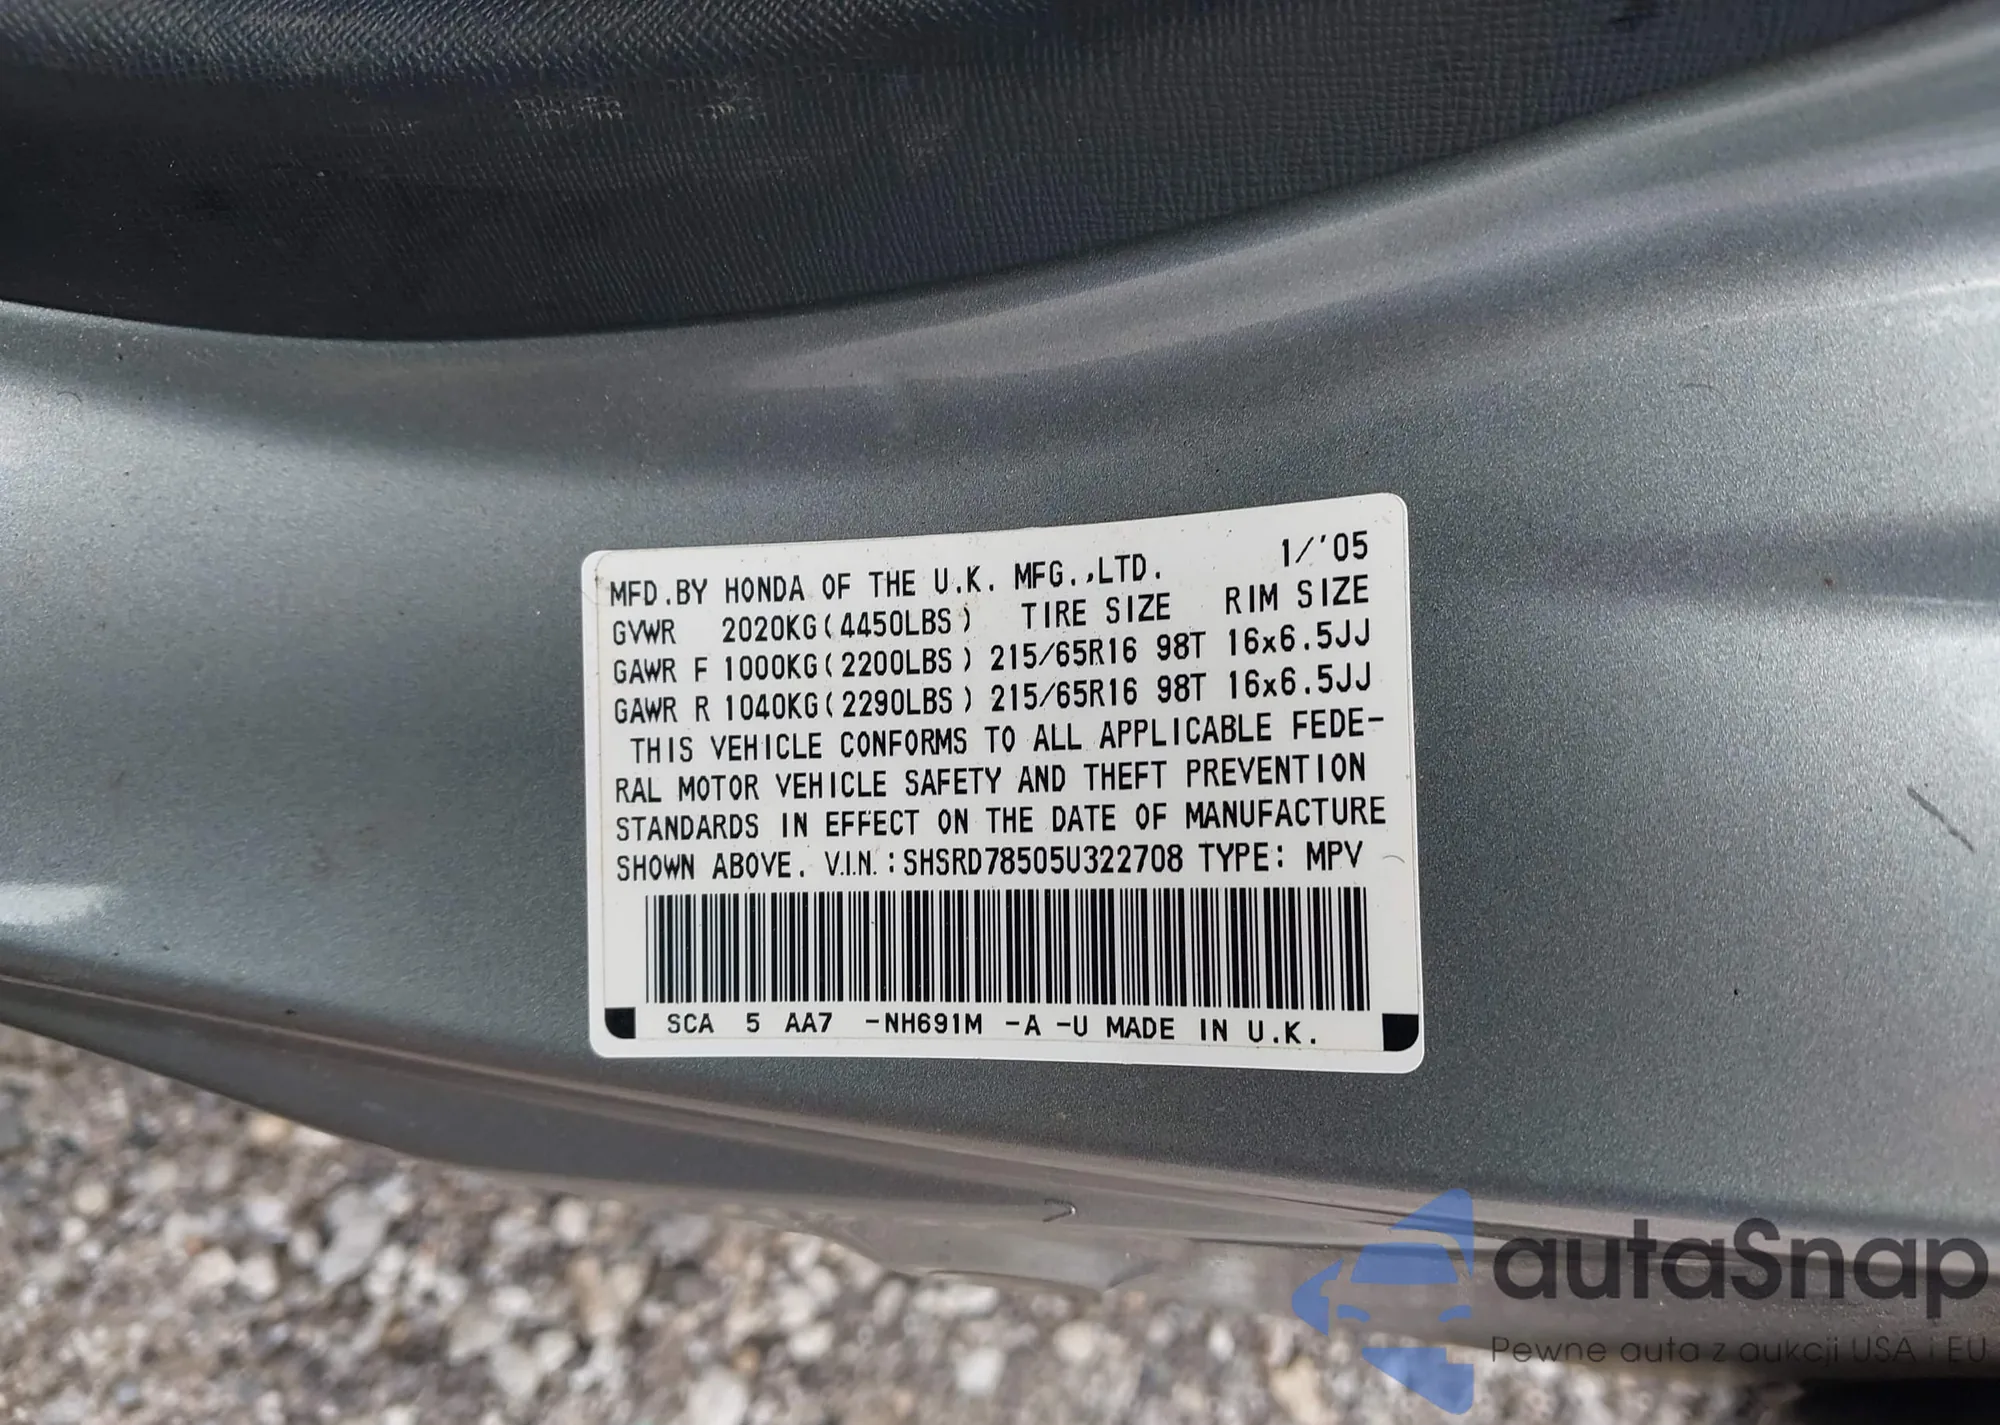 MFD.BY HONDA OF THE U.K. MFG.,LTD. 1/'05
GVWR 2020KG(4450LBS) TIRE SIZE RIM SIZE
GAWR F 1000KG(2200LBS) 215/65R16 98T 16x6.5JJ
GAWR R 1040KG(2290LBS) 215/65R16 98T 16x6.5JJ
THIS VEHICLE CONFORMS TO ALL APPLICABLE FEDE-
RAL MOTOR VEHICLE SAFETY AND THEFT PREVENTION
STANDARDS IN EFFECT ON THE DATE OF MANUFACTURE
SHOWN ABOVE. V.I.N.:SHSRD78505U322708 TYPE: MPV
SCA 5 AA7 -NH691M -A -U MADE IN U.K.
autaSnap
Pewne auta z aukcji USA i EU